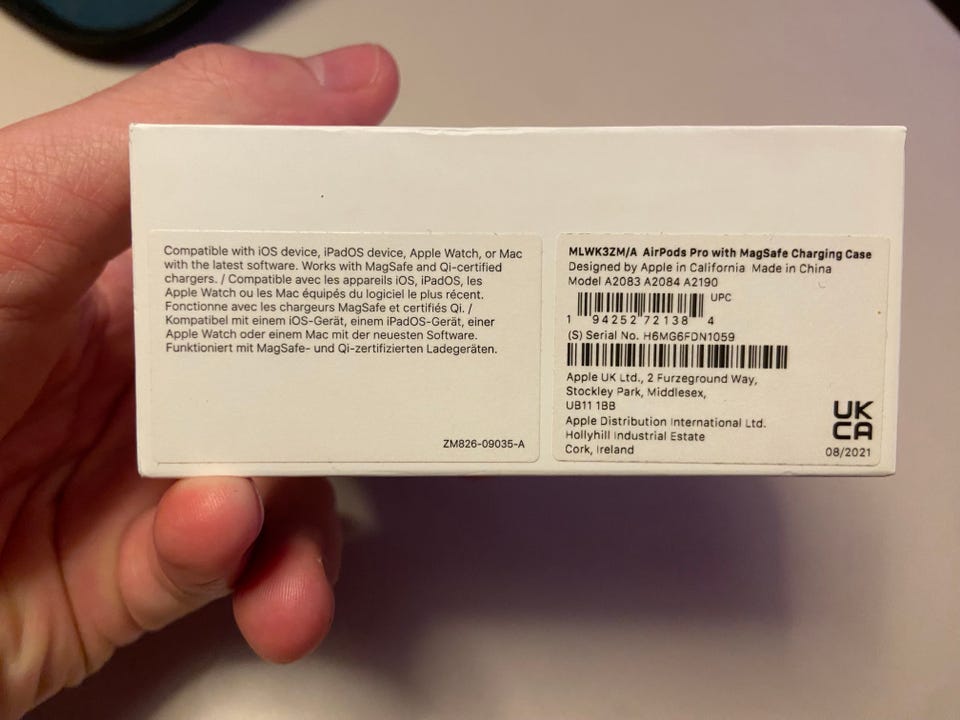 Compatible with iOS device, iPadOS device, Apple Watch, or Mac
with the latest software. Works with MagSafe and Qi-certified
chargers. / Compatible avec les appareils iOS, iPadOS, les
Apple Watch ou les Mac équipés du logiciel le plus récent.
Fonctionne avec les chargeurs MagSafe et certifiés Qi. /
Kompatibel mit einem iOS-Gerät, einem iPadOS-Gerät, einer
Apple Watch oder einem Mac mit der neuesten Software.
Funktioniert mit MagSafe- und Qi-zertifizierten Ladegeräten.
ZM826-09035-A
MLWK3ZM/A AirPods Pro with MagSafe Charging Case
Designed by Apple in California Made in China
Model A2083 A2084 A2190
UPC
1 94252 72138 4
(S) Serial No. H6MG6FDN1059
Apple UK Ltd., 2 Furzeground Way,
Stockley Park, Middlesex,
UB11 1BB
Apple Distribution International Ltd.
Hollyhill Industrial Estate
Cork, Ireland
UK
CA
08/2021